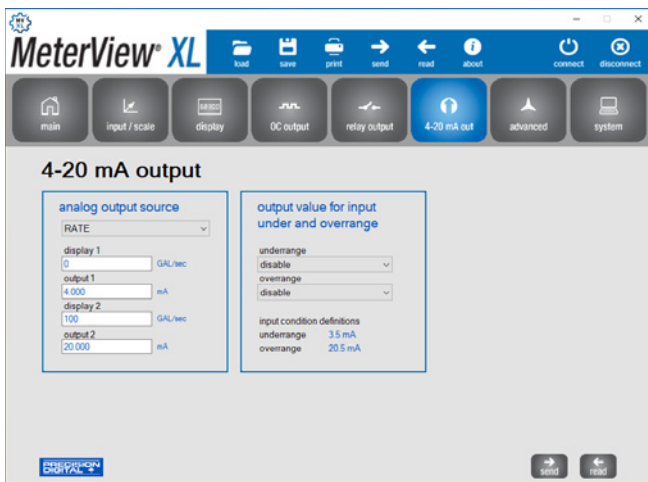 MV
XL
MeterView® XL
load save print send read about connect disconnect
main input / scale display OC output relay output 4-20 mA out advanced system
4-20 mA output
analog output source
RATE
display 1
0 GAL/sec
output 1
4.000 mA
display 2
100 GAL/sec
output 2
20.000 mA
output value for input
under and overrange
underrange
disable
overrange
disable
input condition definitions
underrange 3.5 mA
overrange 20.5 mA
PRECISION
DIGITAL
send read